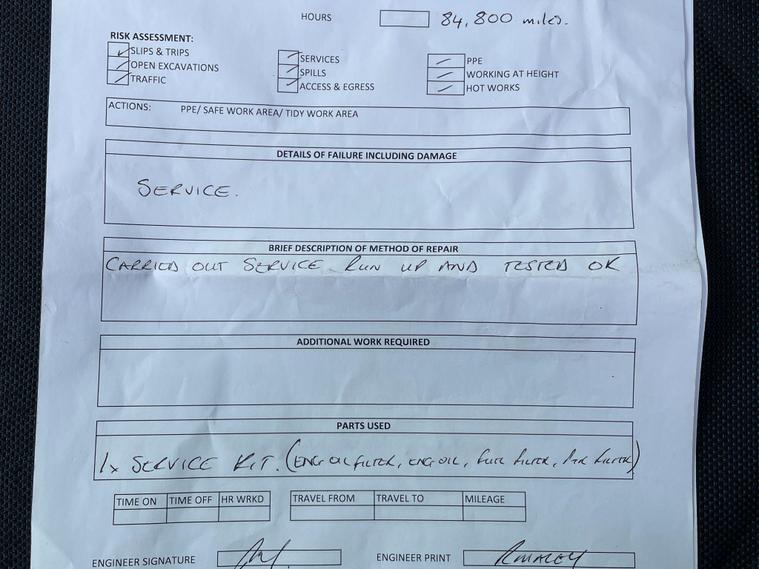 HOURS 84,800 miles.
RISK ASSESSMENT:
SLIPS & TRIPS SERVICES PPE
OPEN EXCAVATIONS SPILLS WORKING AT HEIGHT
TRAFFIC ACCESS & EGRESS HOT WORKS
ACTIONS: PPE/ SAFE WORK AREA/ TIDY WORK AREA
DETAILS OF FAILURE INCLUDING DAMAGE
SERVICE.
BRIEF DESCRIPTION OF METHOD OF REPAIR
CARRIED OUT SERVICE. RUN UP AND TESTED OK
ADDITIONAL WORK REQUIRED
PARTS USED
1x SERVICE KIT. (ENG OIL FILTER, ENG OIL, FUEL FILTER, AIR FILTER)
TIME ON TIME OFF HR WRKD TRAVEL FROM TRAVEL TO MILEAGE
ENGINEER SIGNATURE ENGINEER PRINT